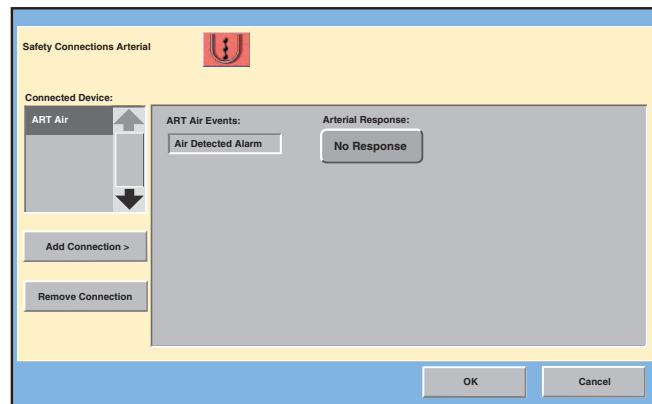 Safety Connections Arterial
Connected Device:
ART Air
ART Air Events:
Arterial Response:
Air Detected Alarm
No Response
Add Connection >
Remove Connection
OK
Cancel